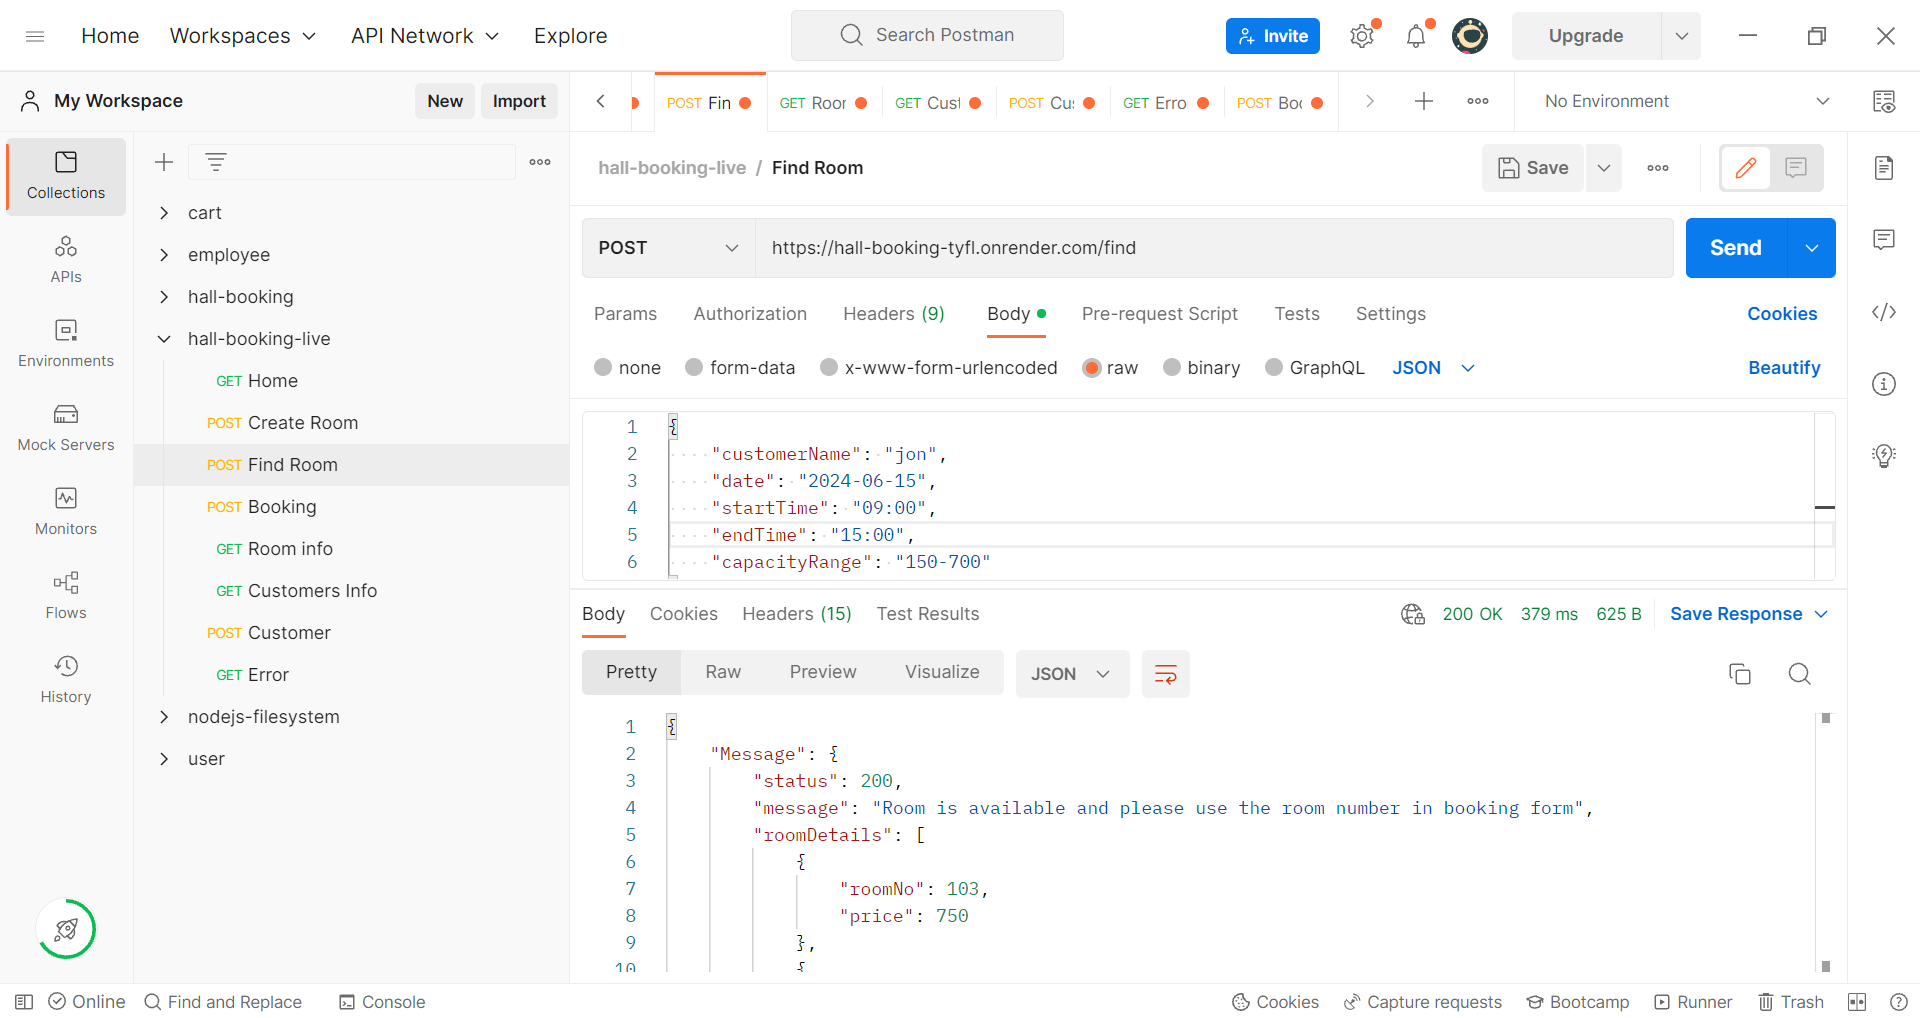 Home Workspaces API Network Explore Search Postman Invite Upgrade
My Workspace New Import
POST Fin GET Roor GET Cust POST Cu: GET Erro POST Boc No Environment
Collections
APIs
Environments
Mock Servers
Monitors
Flows
History
cart
employee
hall-booking
hall-booking-live
GET Home
POST Create Room
POST Find Room
POST Booking
GET Room info
GET Customers Info
POST Customer
GET Error
nodejs-filesystem
user
hall-booking-live / Find Room Save
POST https://hall-booking-tyfl.onrender.com/find Send
Params Authorization Headers (9) Body Pre-request Script Tests Settings Cookies
none form-data x-www-form-urlencoded raw binary GraphQL JSON Beautify
1 {
2 "customerName": "jon",
3 "date": "2024-06-15",
4 "startTime": "09:00",
5 "endTime": "15:00",
6 "capacityRange": "150-700"
Body Cookies Headers (15) Test Results 200 OK 379 ms 625 B Save Response
Pretty Raw Preview Visualize JSON
1 {
2 "Message": {
3 "status": 200,
4 "message": "Room is available and please use the room number in booking form",
5 "roomDetails": [
6 {
7 "roomNo": 103,
8 "price": 750
9 },
10 {
Online Find and Replace Console Cookies Capture requests Bootcamp Runner Trash